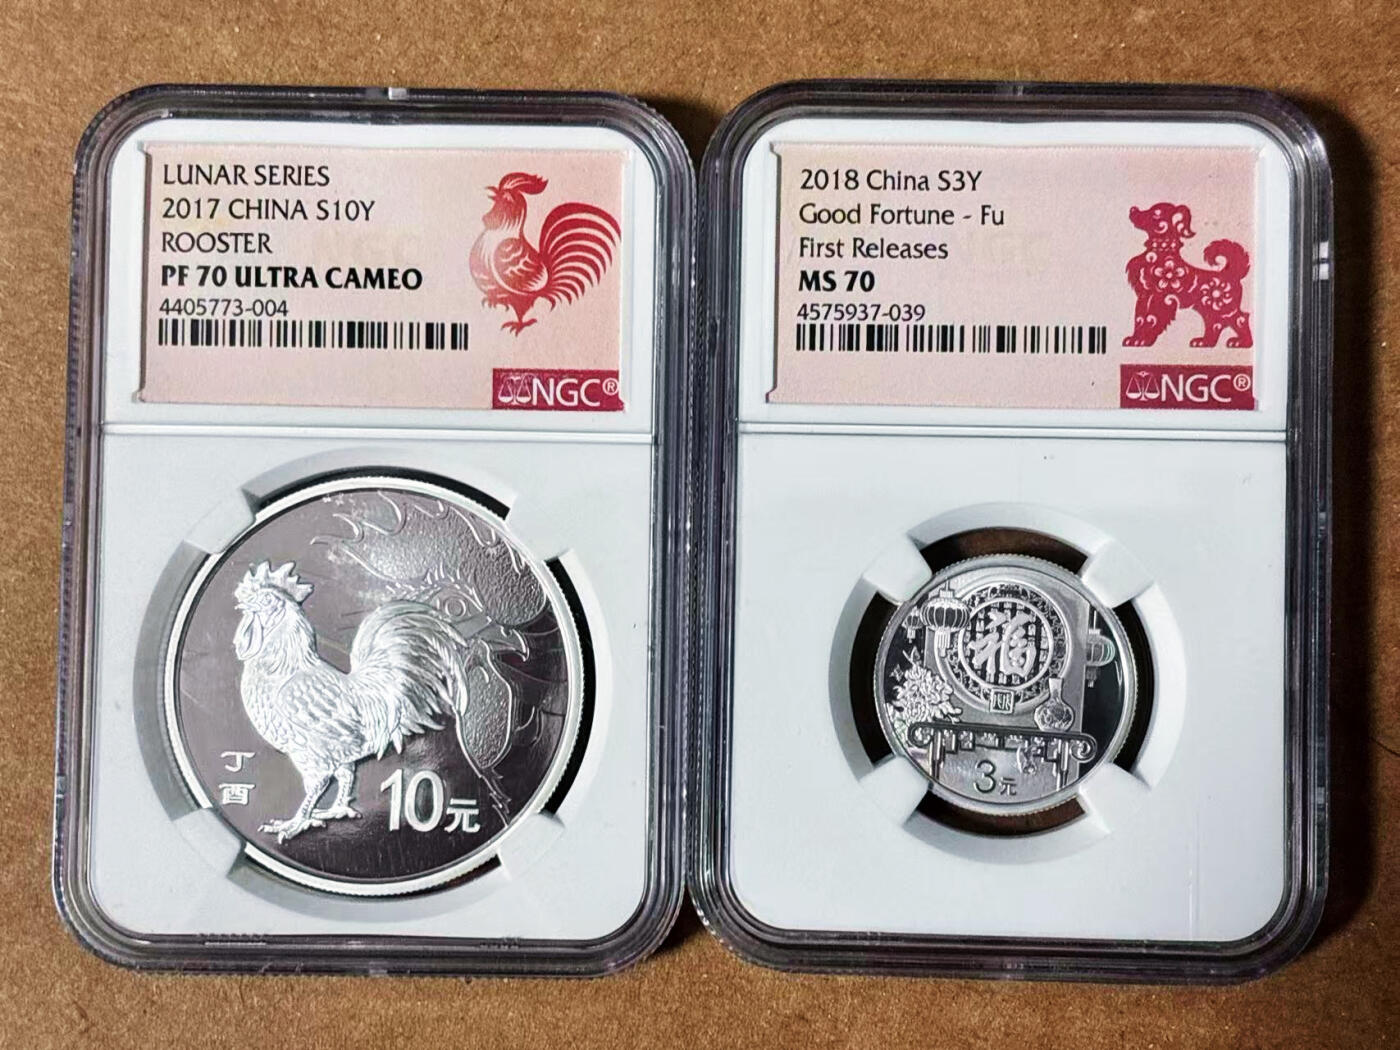 LUNAR SERIES
2017 CHINA S10Y
ROOSTER
PF 70 ULTRA CAMEO
4405773-004
NGC®
丁
酉
10元
2018 China S3Y
Good Fortune - Fu
First Releases
MS 70
4575937-039
NGC®
福
3元